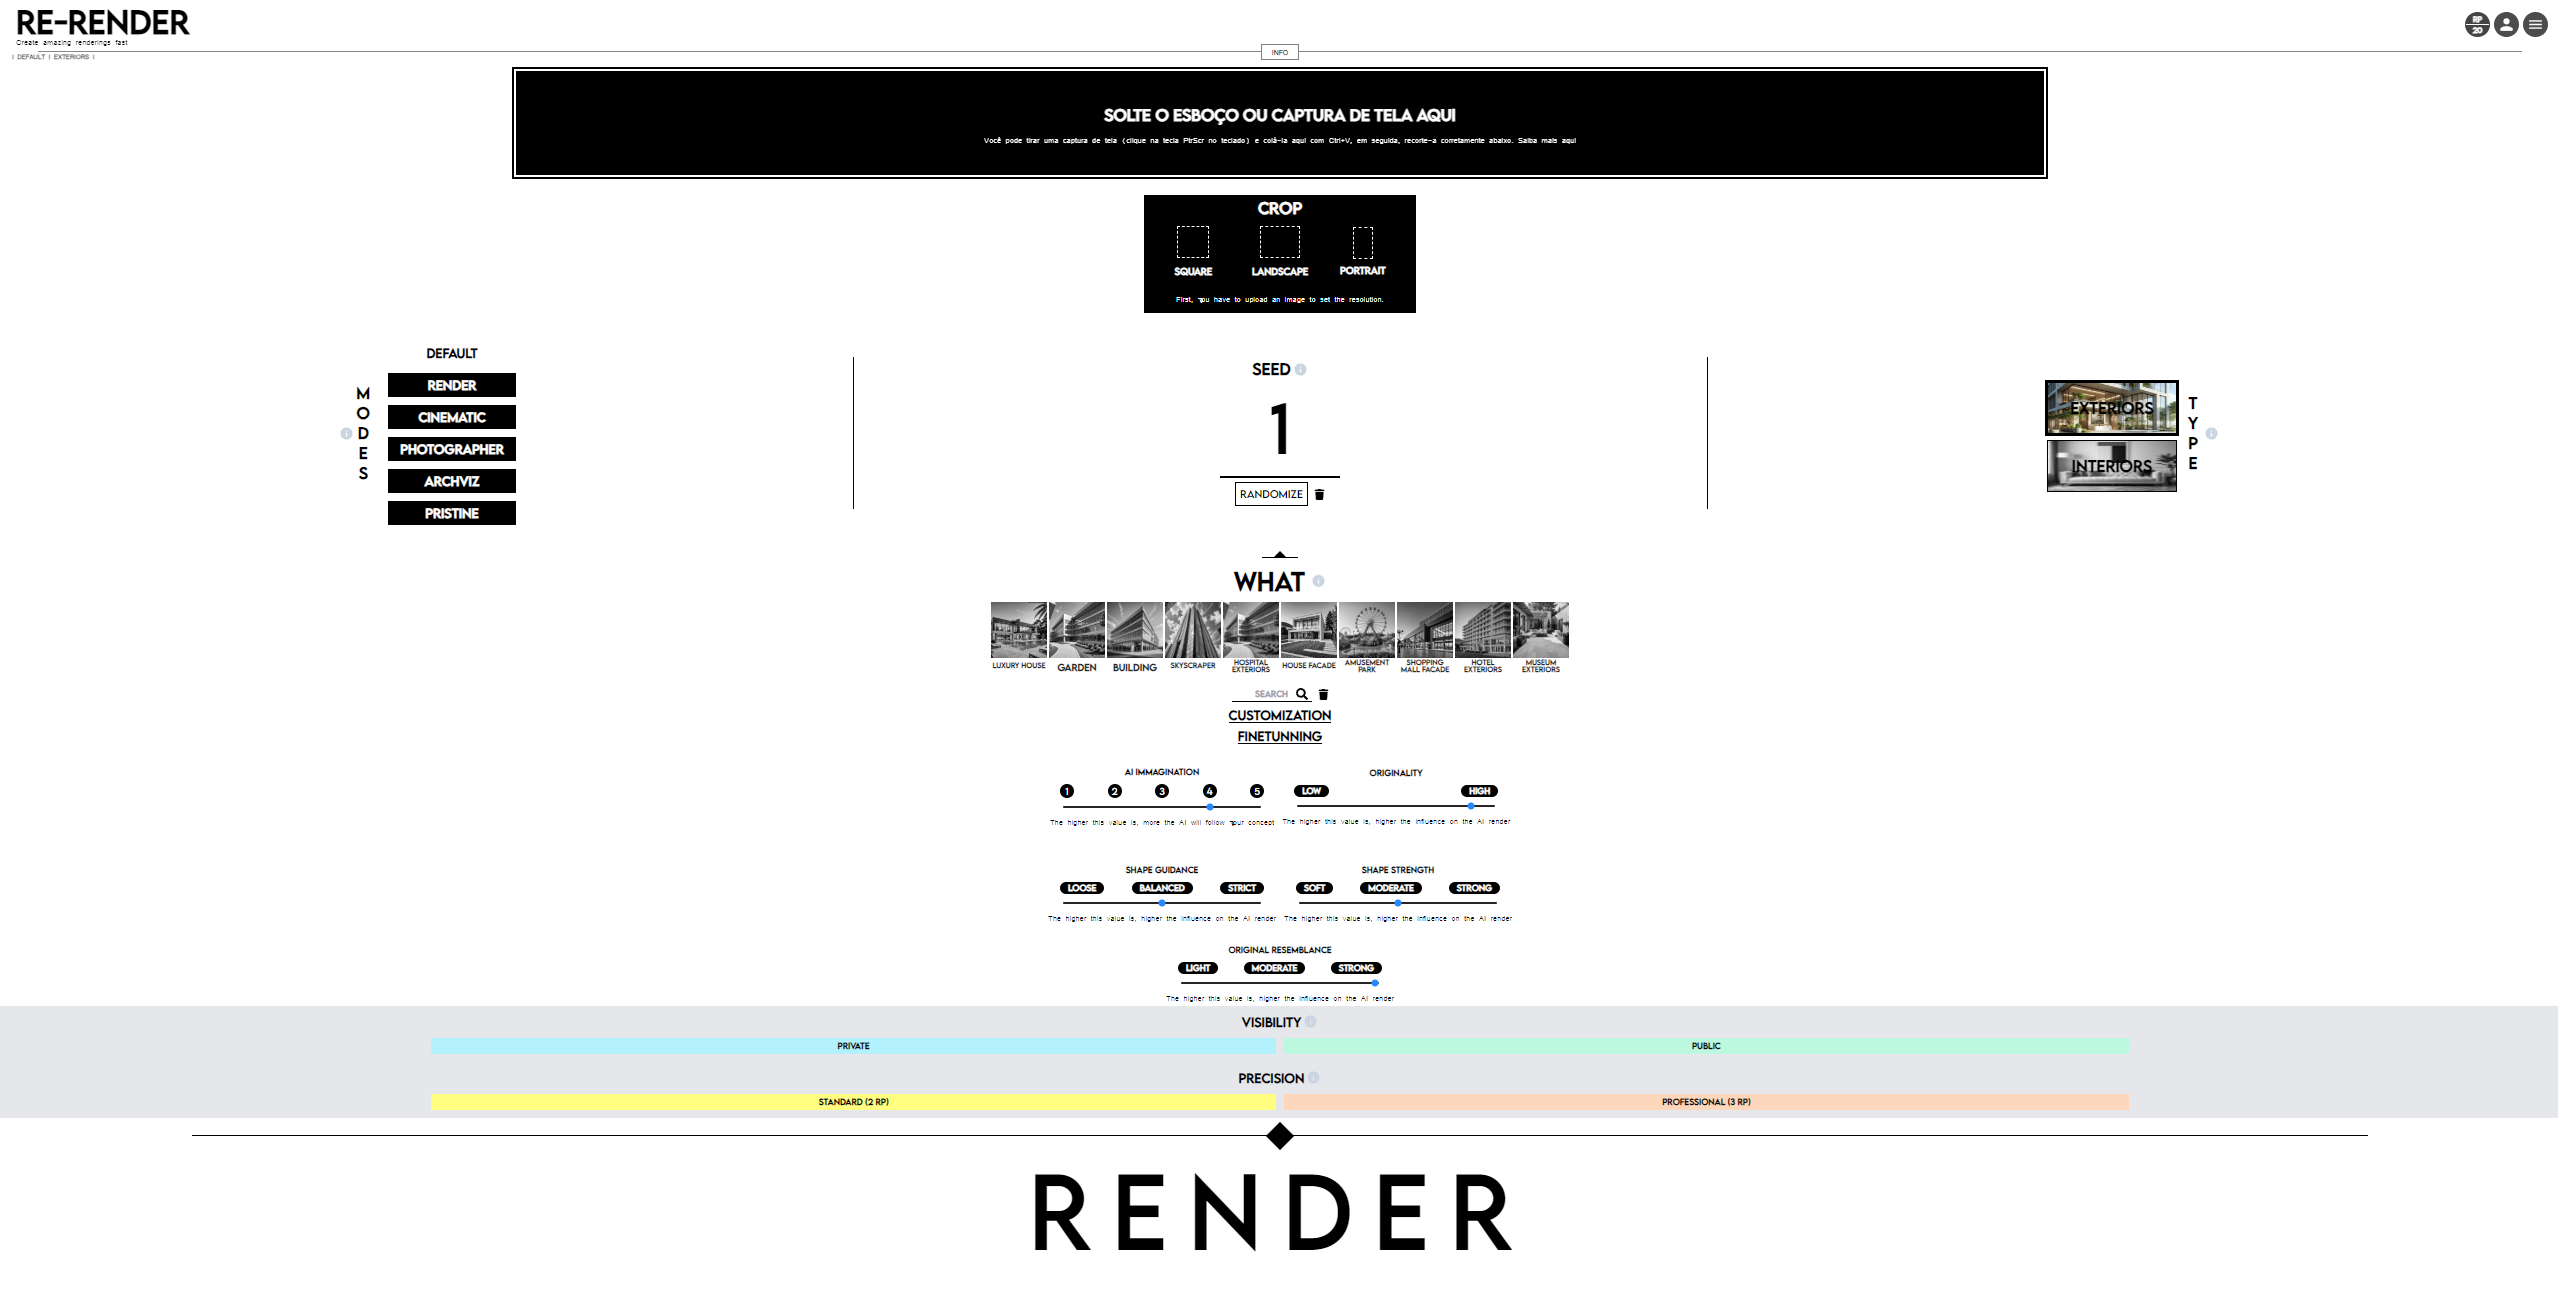 RE-RENDER
Create amazing renderings fast
RP
20
INFO
| DEFAULT | EXTERIORS |
SOLTE O ESBOÇO OU CAPTURA DE TELA AQUI
Você pode tirar uma captura de tela (clique na tecla PtrScr no teclado) e colá-la aqui com Ctrl+V, em seguida, recorte-a corretamente abaixo. Saiba mais aqui
CROP
SQUARE
LANDSCAPE
PORTRAIT
First, you have to upload an image to set the resolution.
MODES
DEFAULT
RENDER
CINEMATIC
PHOTOGRAPHER
ARCHVIZ
PRISTINE
SEED
1
RANDOMIZE
EXTERIORS
INTERIORS
TYPE
WHAT
LUXURY HOUSE
GARDEN
BUILDING
SKYSCRAPER
HOSPITAL
EXTERIORS
HOUSE FACADE
AMUSEMENT
PARK
SHOPPING
MALL FACADE
HOTEL
EXTERIORS
MUSEUM
EXTERIORS
SEARCH
CUSTOMIZATION
FINETUNNING
AI IMMAGINATION
1 2 3 4 5
The higher this value is, more the AI will follow your concept
ORIGINALITY
LOW HIGH
The higher this value is, higher the influence on the AI render
SHAPE GUIDANCE
LOOSE BALANCED STRICT
The higher this value is, higher the influence on the AI render
SHAPE STRENGTH
SOFT MODERATE STRONG
The higher this value is, higher the influence on the AI render
ORIGINAL RESEMBLANCE
LIGHT MODERATE STRONG
The higher this value is, higher the influence on the AI render
VISIBILITY
PRIVATE
PUBLIC
PRECISION
STANDARD (2 RP)
PROFESSIONAL (3 RP)
RENDER